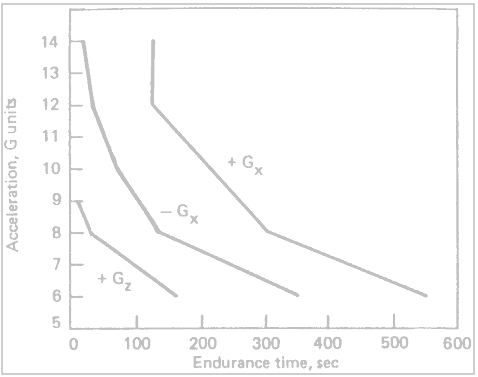 14
13
12
11
10
9
8
7
6
5
Acceleration, G units
+ Gx
− Gx
+ Gz
0 100 200 300 400 500 600
Endurance time, sec